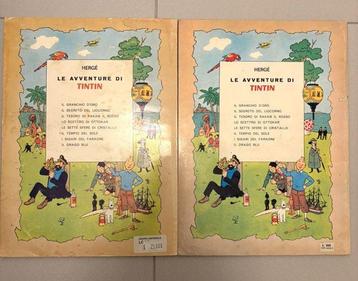 HERGÉ
LE AVVENTURE DI
TINTIN
IL GRANCHIO D'ORO
IL SEGRETO DEL LIOCORNO
IL TESORO DI RAKAM IL ROSSO
LO SCETTRO DI OTTOKAR
LE SETTE SFERE DI CRISTALLO
IL TEMPIO DEL SOLE
I SIGARI DEL FARAONE
IL DRAGO BLU
HERGÉ
LE AVVENTURE DI
TINTIN
IL GRANCHIO D'ORO
IL SEGRETO DEL LIOCORNO
IL TESORO DI RAKAM IL ROSSO
LO SCETTRO DI OTTOKAR
LE SETTE SFERE DI CRISTALLO
IL TEMPIO DEL SOLE
I SIGARI DEL FARAONE
IL DRAGO BLU